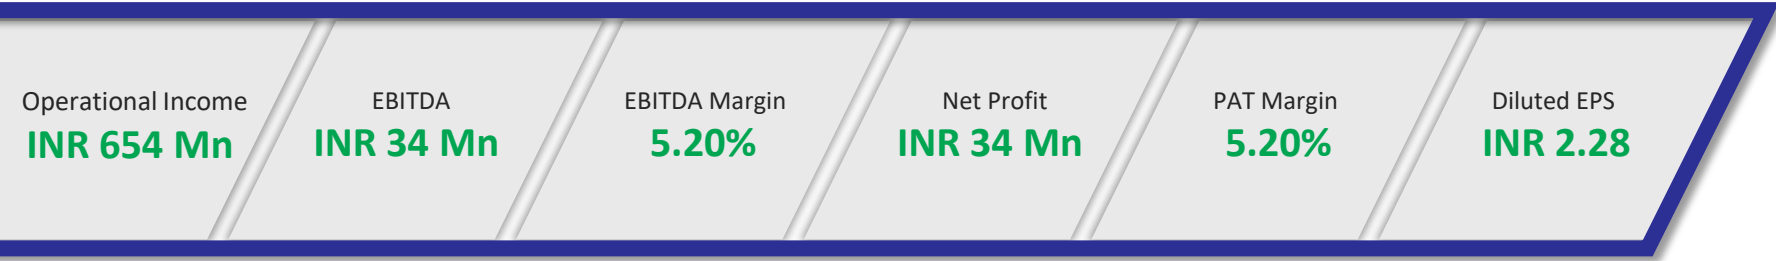 Operational Income
INR 654 Mn
EBITDA
INR 34 Mn
EBITDA Margin
5.20%
Net Profit
INR 34 Mn
PAT Margin
5.20%
Diluted EPS
INR 2.28